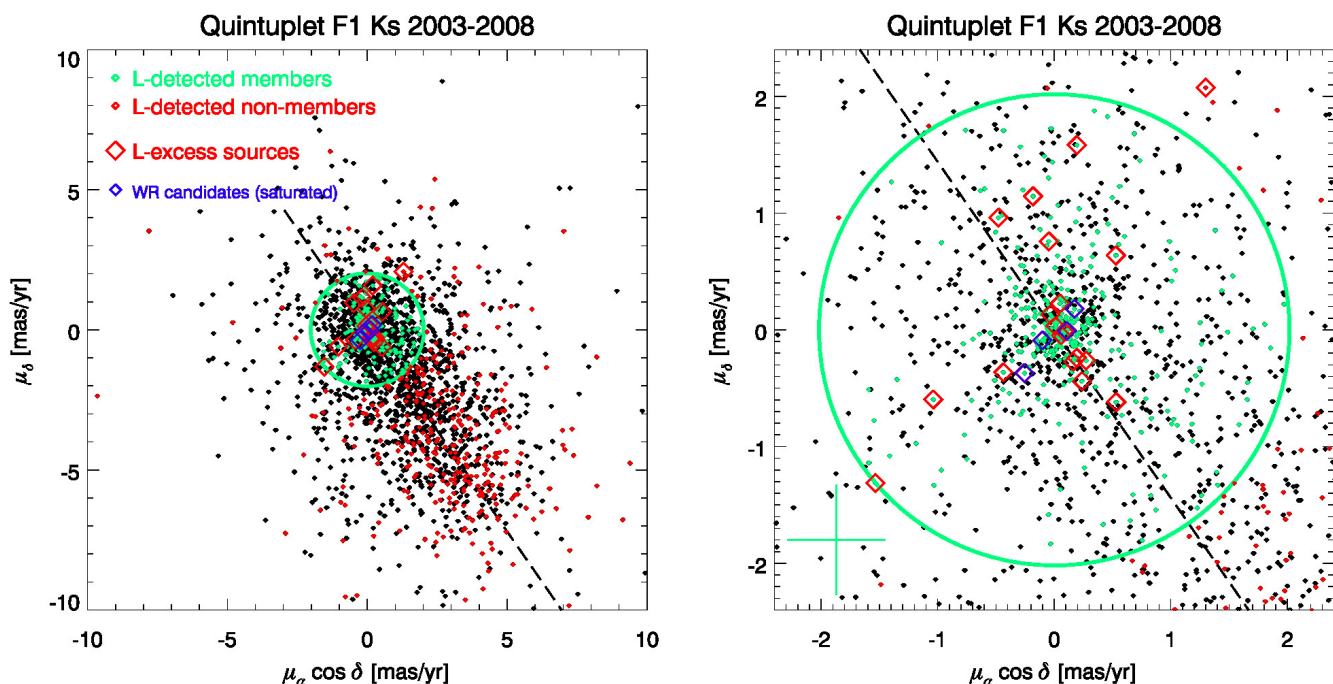 Quintuplet F1 Ks 2003-2008
10
5
0
-5
-10
μδ [mas/yr]
L-detected members
L-detected non-members
L-excess sources
WR candidates (saturated)
-10 -5 0 5 10
μα cos δ [mas/yr]
Quintuplet F1 Ks 2003-2008
2
1
0
-1
-2
μδ [mas/yr]
-2 -1 0 1 2
μα cos δ [mas/yr]